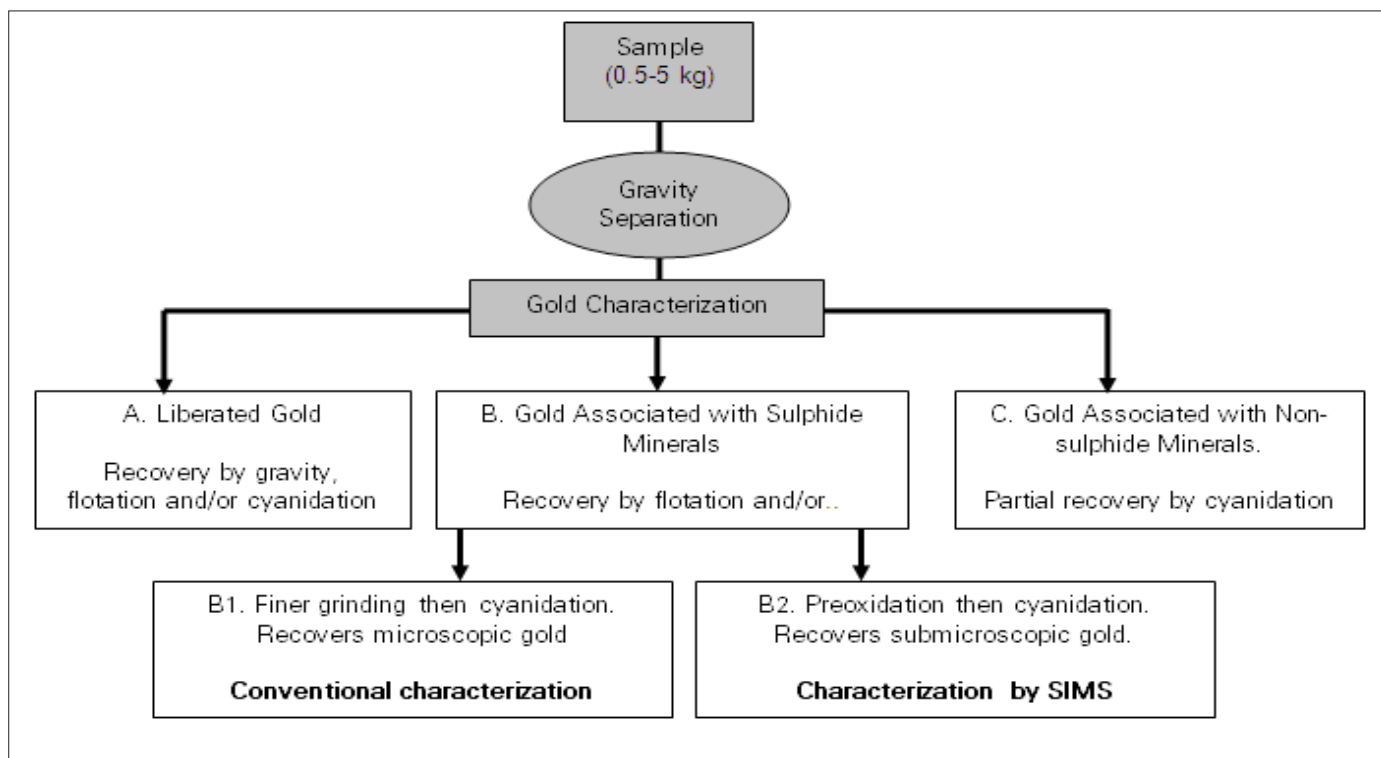 Sample
(0.5-5 kg)
Gravity
Separation
Gold Characterization
A. Liberated Gold
Recovery by gravity,
flotation and/or cyanidation
B. Gold Associated with Sulphide
Minerals
Recovery by flotation and/or..
C. Gold Associated with Non-
sulphide Minerals.
Partial recovery by cyanidation
B1. Finer grinding then cyanidation.
Recovers microscopic gold
Conventional characterization
B2. Preoxidation then cyanidation.
Recovers submicroscopic gold.
Characterization by SIMS